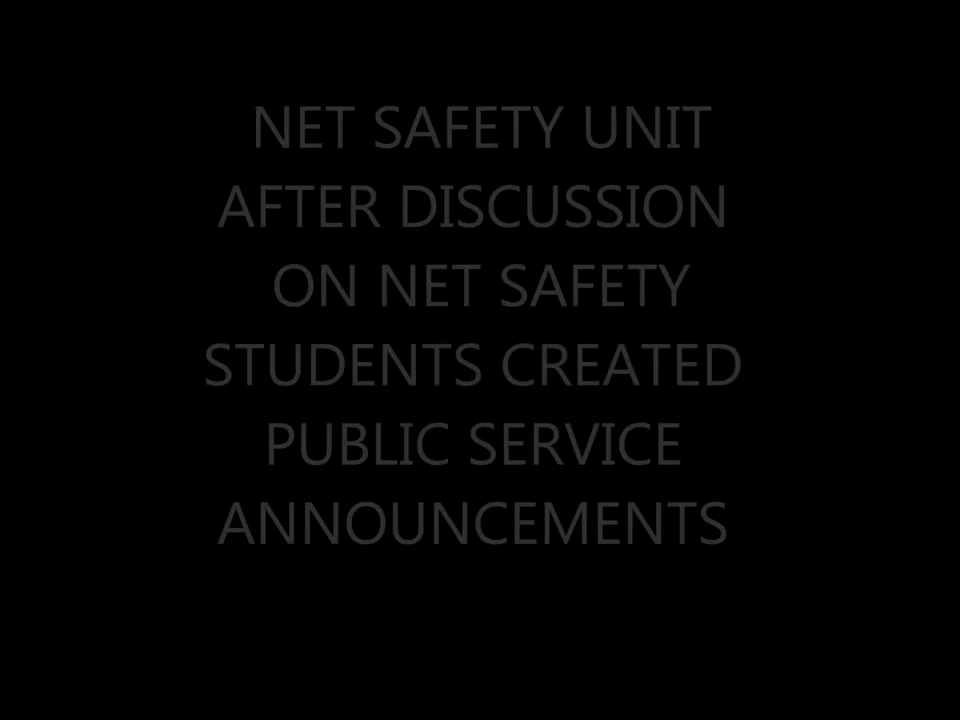 NET SAFETY UNIT
AFTER DISCUSSION
ON NET SAFETY
STUDENTS CREATED
PUBLIC SERVICE
ANNOUNCEMENTS